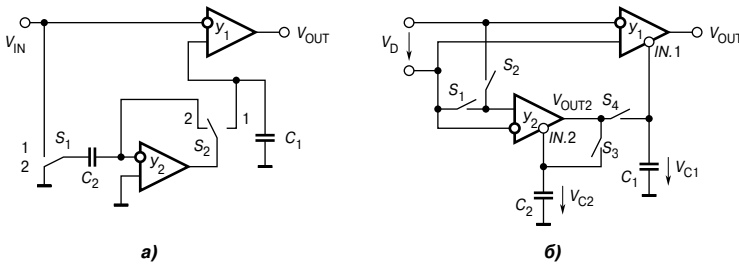 V_IN
y_1
V_OUT
1
2
S_1
C_2
y_2
2
S_2
1
C_1
а)
V_D
S_1
S_2
y_1
IN.1
V_OUT
V_OUT2
y_2
IN.2
S_4
S_3
C_2
V_C2
C_1
V_C1
б)